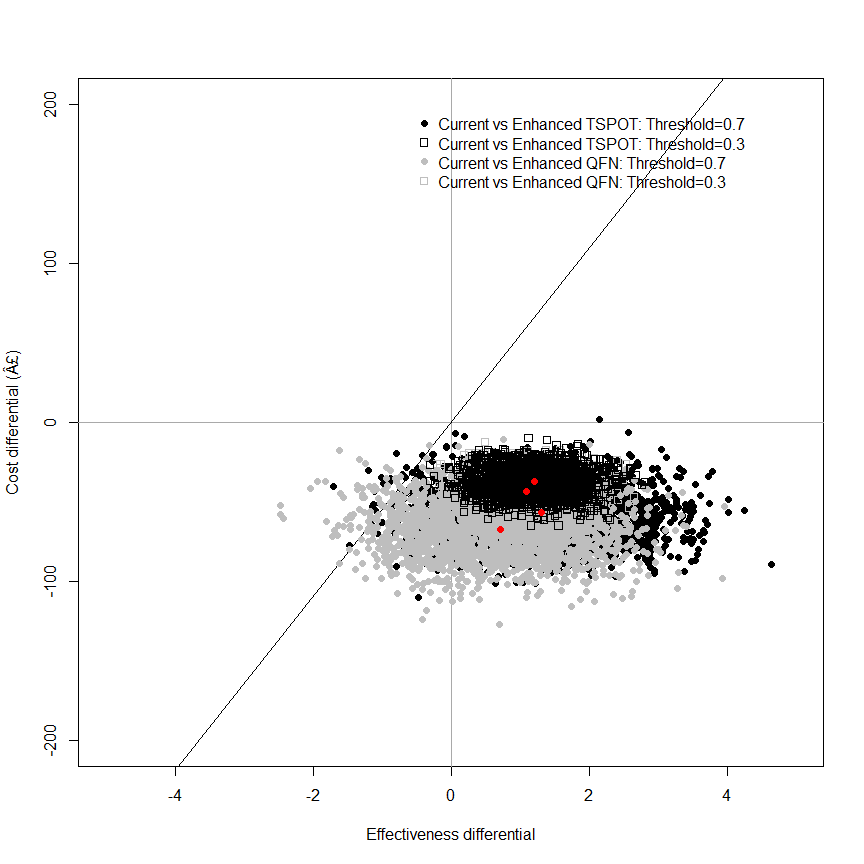 Current vs Enhanced TSPOT: Threshold=0.7
Current vs Enhanced TSPOT: Threshold=0.3
Current vs Enhanced QFN: Threshold=0.7
Current vs Enhanced QFN: Threshold=0.3
Cost differential (Â£)
200
100
0
-100
-200
-4
-2
0
2
4
Effectiveness differential